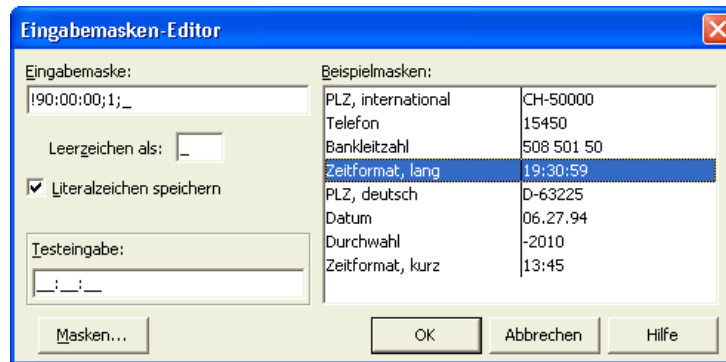 Eingabemasken-Editor
Eingabemaske:
!90:00:00;1;_
Leerzeichen als: _
Literalzeichen speichern
Testeingabe:
__:__:__
Beispielmasken:
PLZ, international CH-50000
Telefon 15450
Bankleitzahl 508 501 50
Zeitformat, lang 19:30:59
PLZ, deutsch D-63225
Datum 06.27.94
Durchwahl -2010
Zeitformat, kurz 13:45
Masken... OK Abbrechen Hilfe